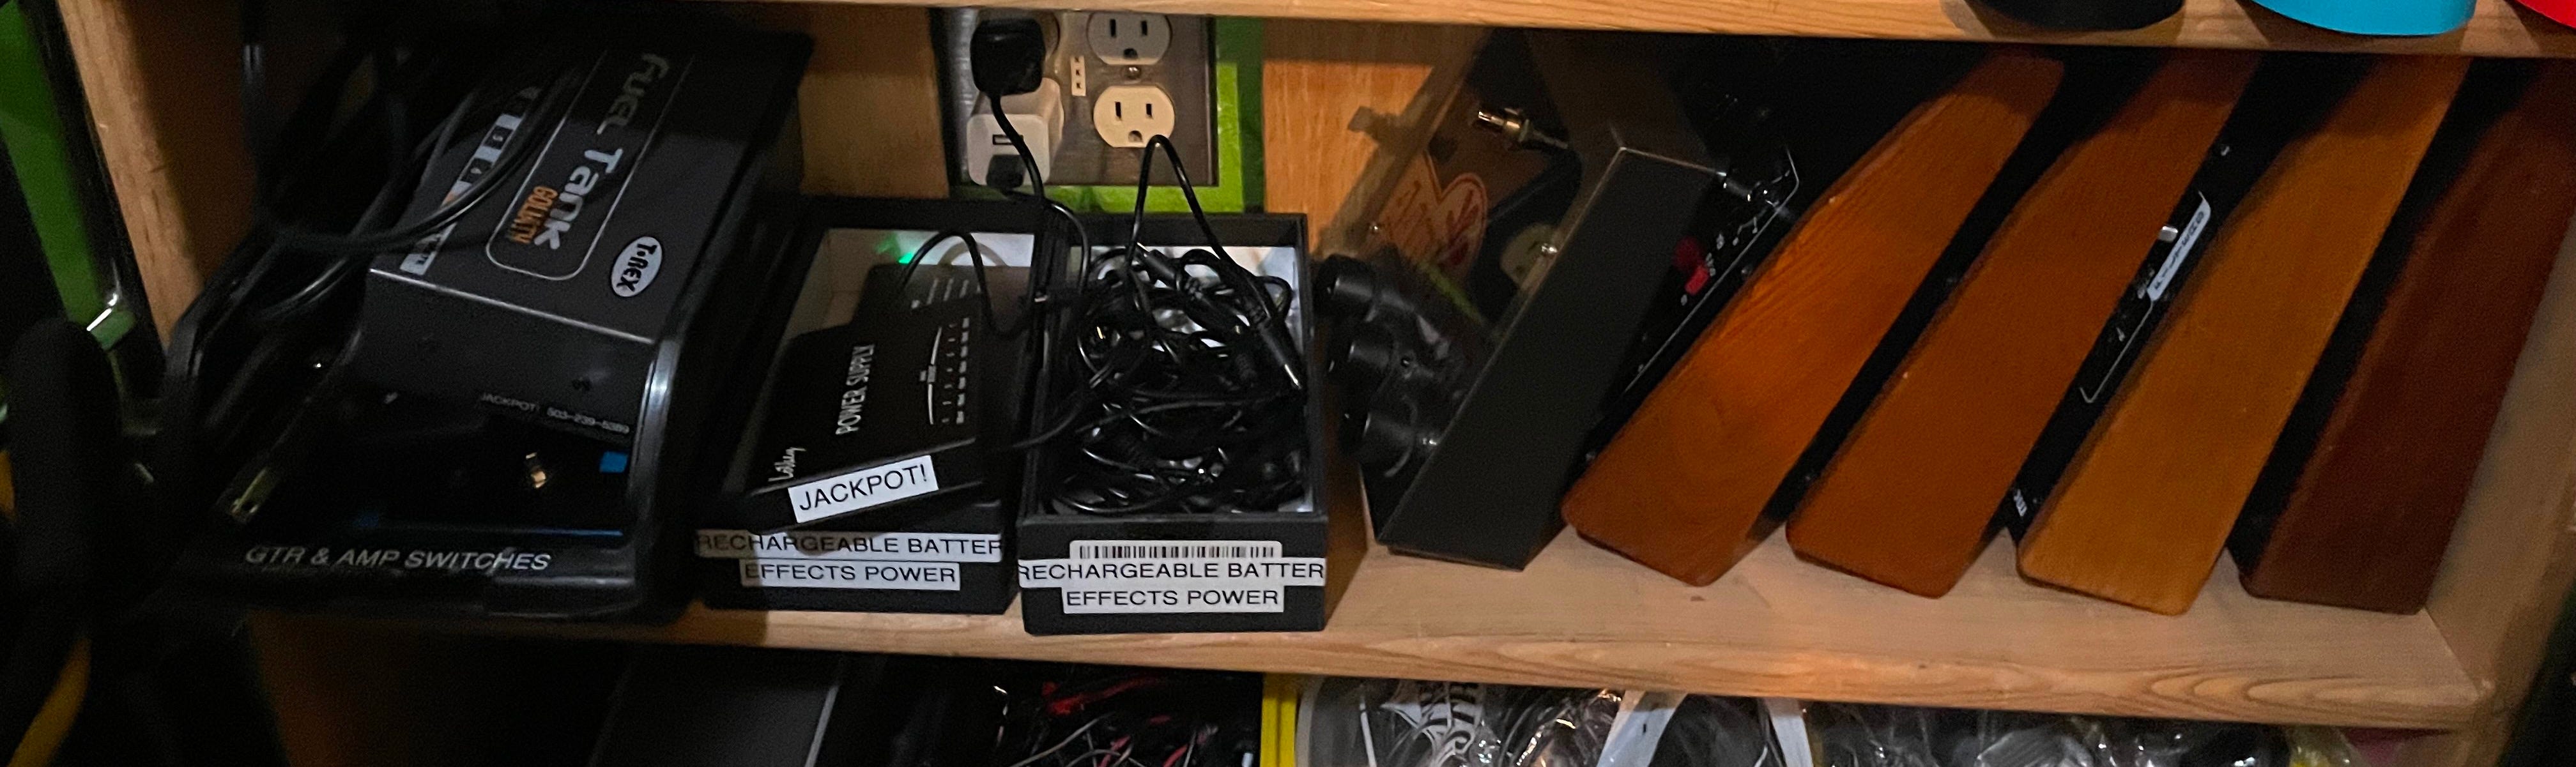 FUEL TANK
GOLIATH
T-REX
JACKPOT! 503-239-5389
GTR & AMP SWITCHES
POWER SUPPLY
JACKPOT!
RECHARGEABLE BATTER
EFFECTS POWER
RECHARGEABLE BATTER
EFFECTS POWER